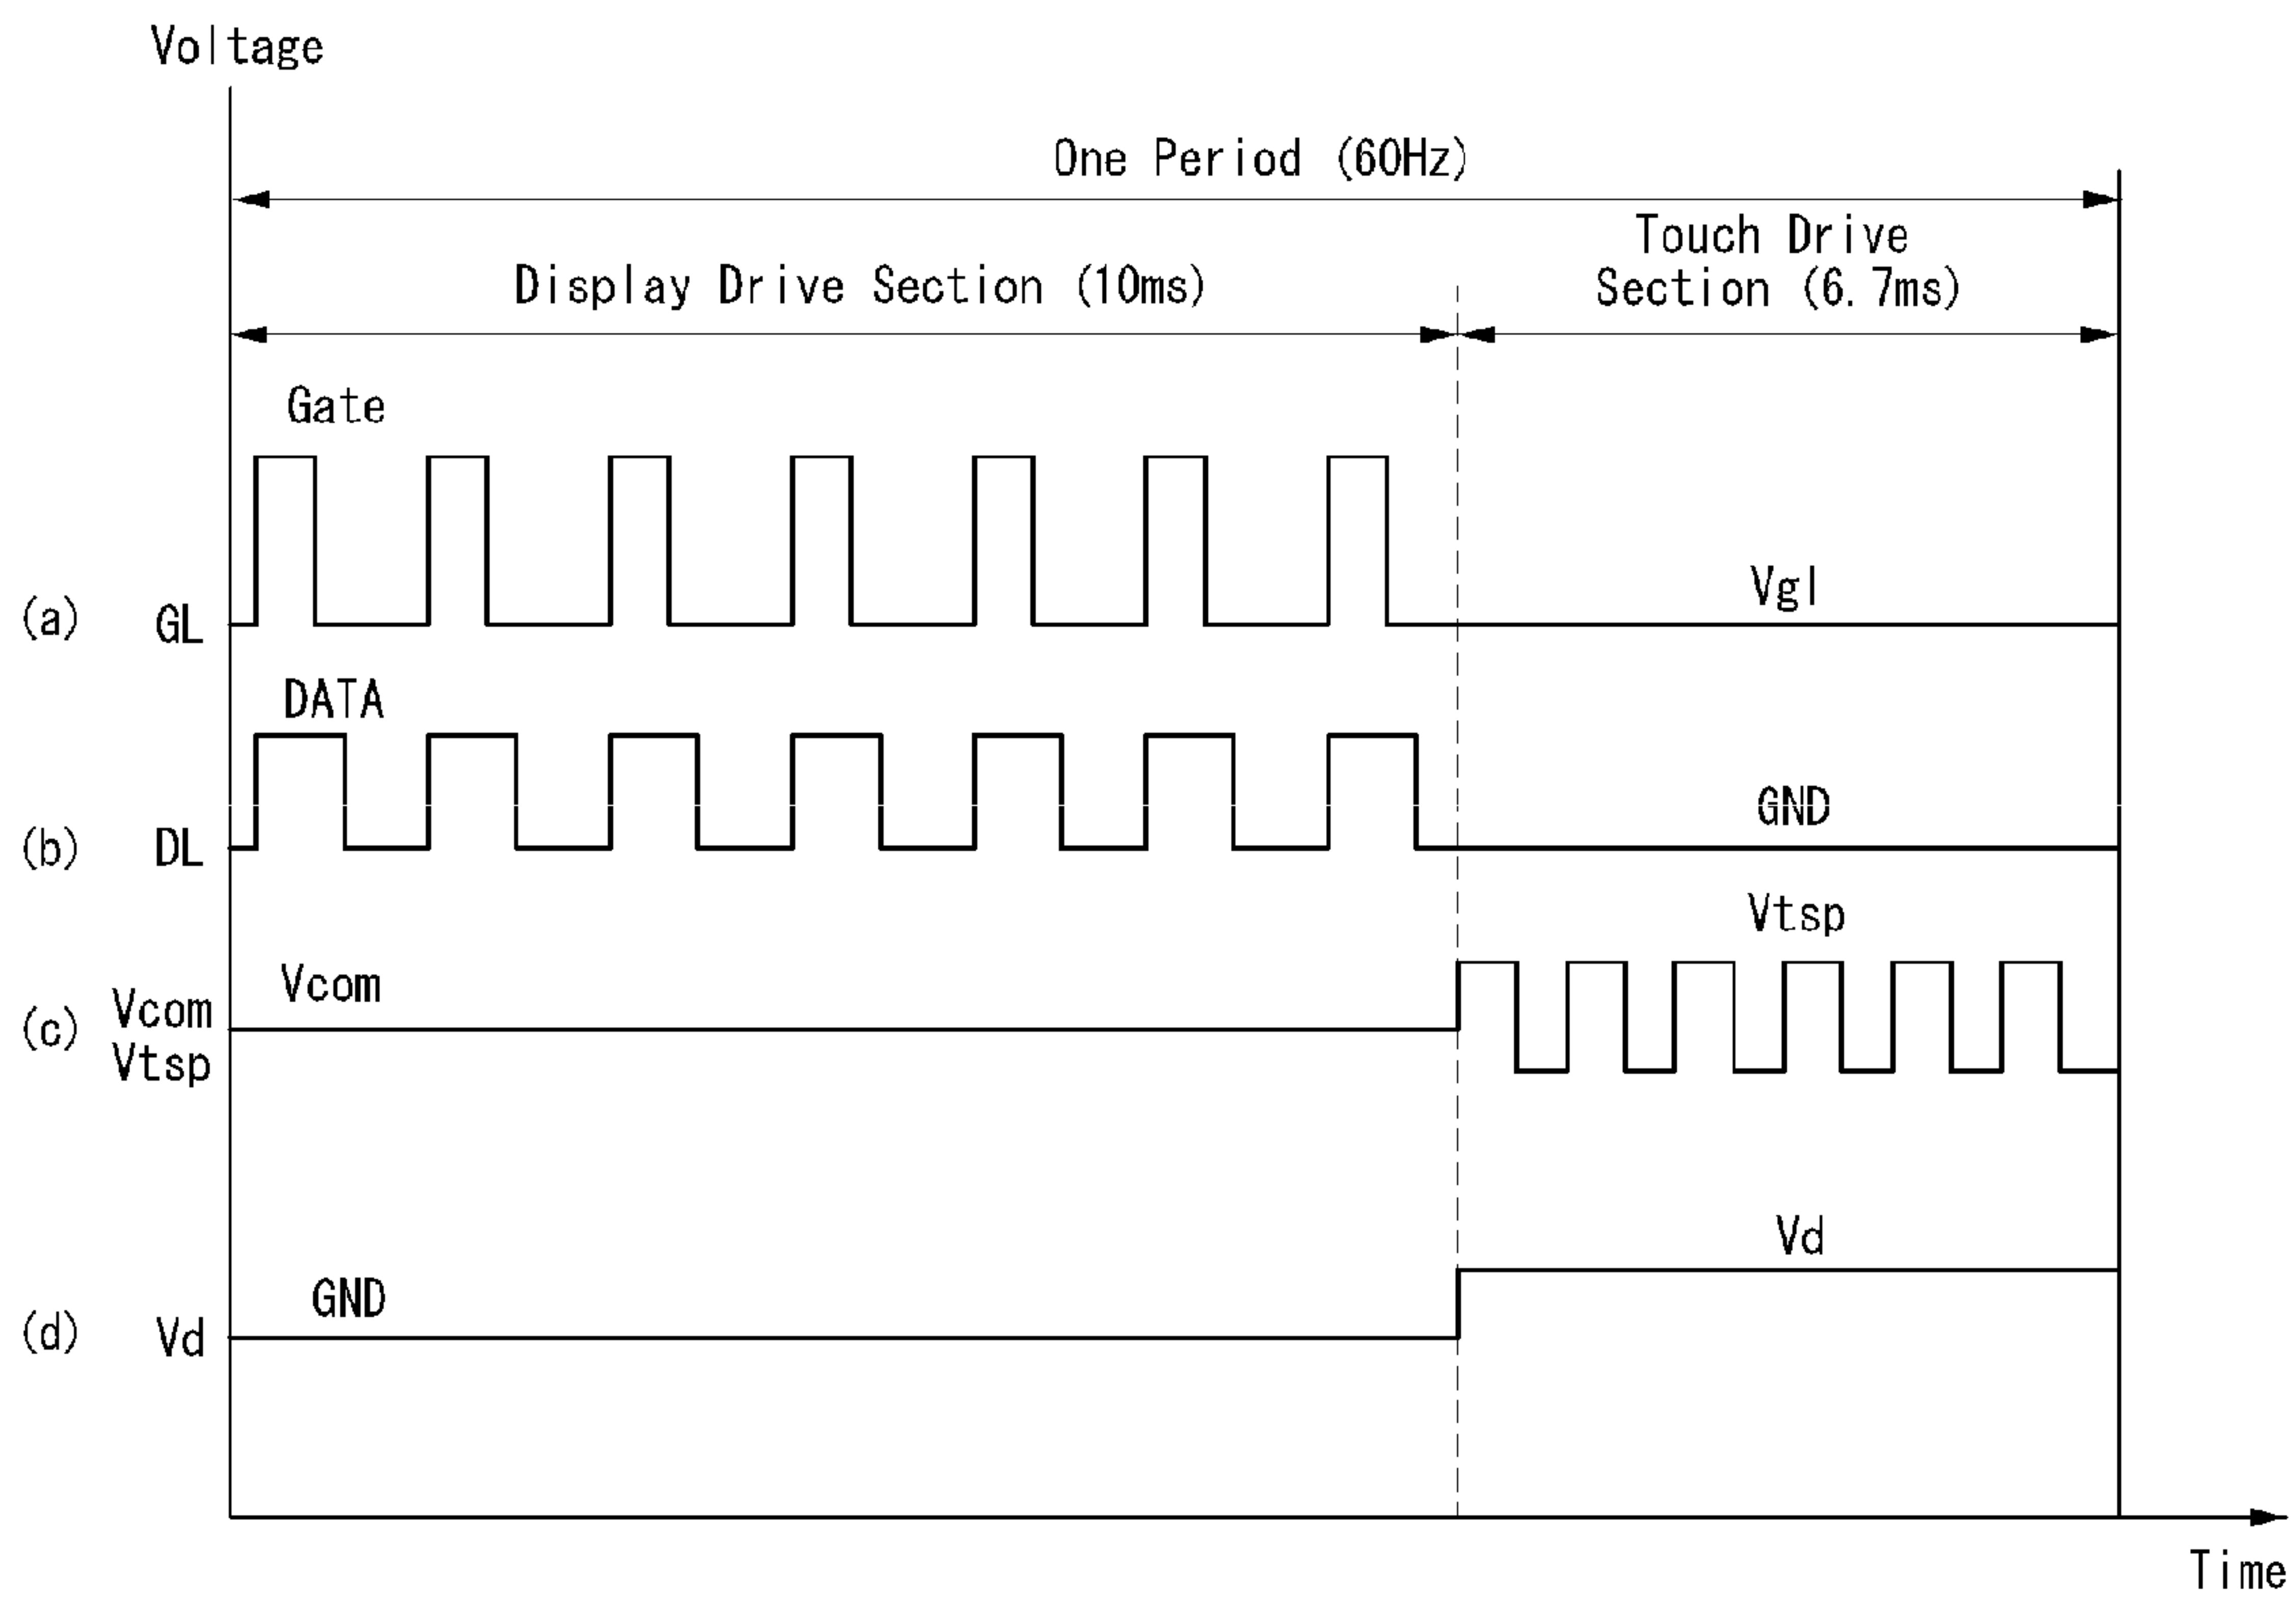 Voltage
One Period (60Hz)
Touch Drive
Section (6.7ms)
Display Drive Section (10ms)
Gate
Vgl
(a) GL
DATA
GND
(b) DL
Vtsp
Vcom
(c) Vcom
Vtsp
Vd
GND
(d) Vd
Time